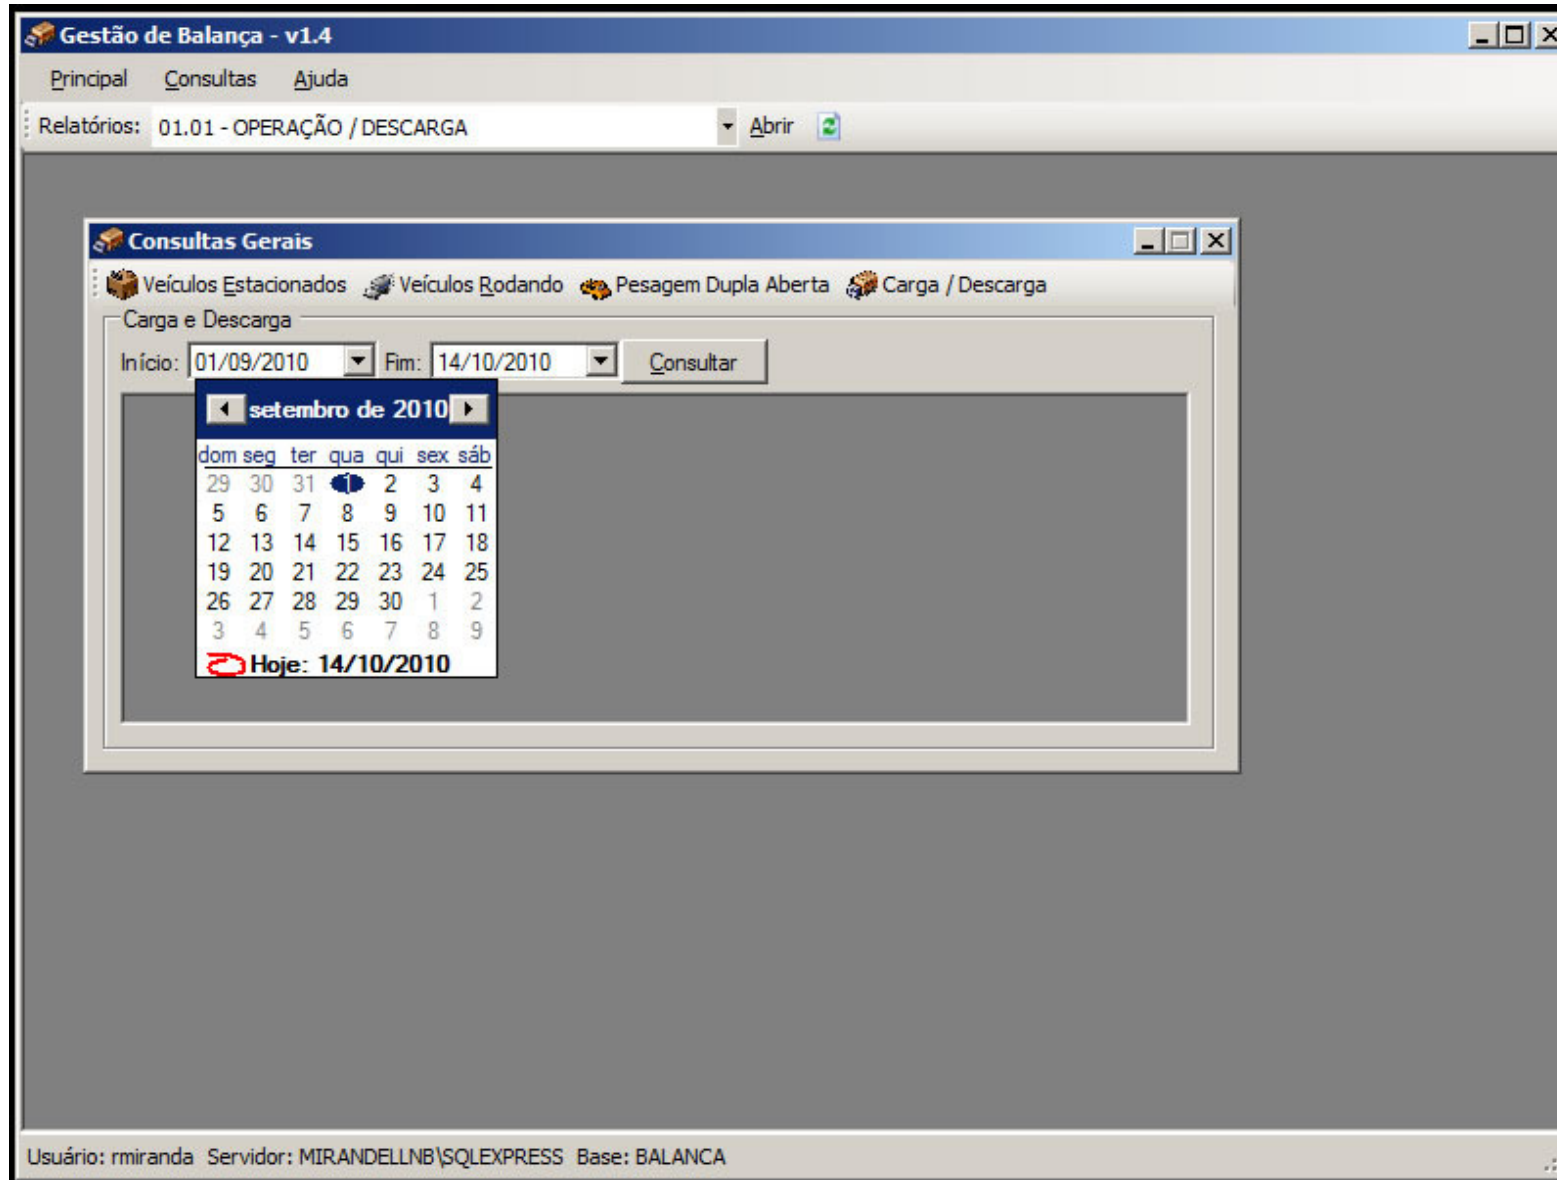 Gestão de Balança - v1.4
Principal Consultas Ajuda
Relatórios: 01.01 - OPERAÇÃO / DESCARGA Abrir
Consultas Gerais
Veículos Estacionados Veículos Rodando Pesagem Dupla Aberta Carga / Descarga
Carga e Descarga
Início: 01/09/2010 Fim: 14/10/2010 Consultar
setembro de 2010
dom seg ter qua qui sex sáb
29 30 31 1 2 3 4
5 6 7 8 9 10 11
12 13 14 15 16 17 18
19 20 21 22 23 24 25
26 27 28 29 30 1 2
3 4 5 6 7 8 9
Hoje: 14/10/2010
Usuário: rmiranda Servidor: MIRANDELLNB\SQLEXPRESS Base: BALANCA